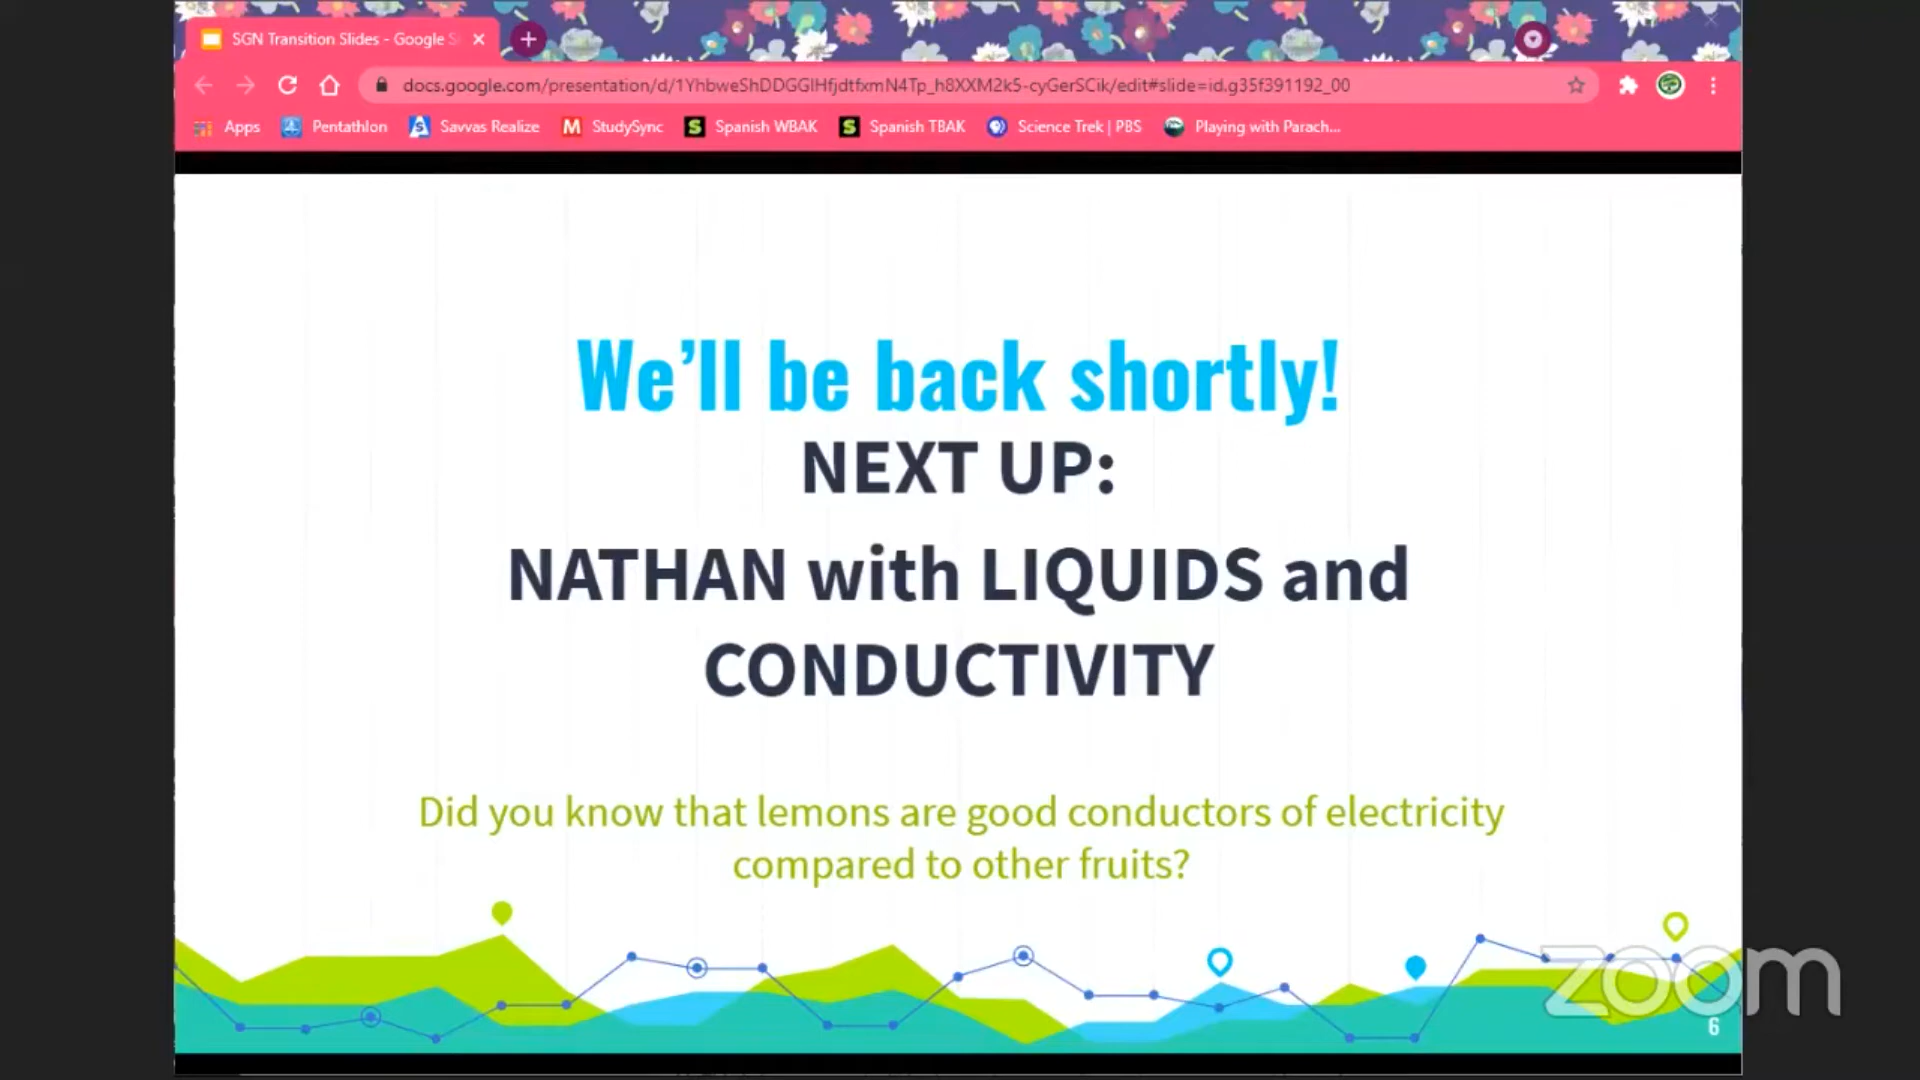 SGN Transition Slides - Google S
docs.google.com/presentation/d/1YhbweShDDGGlHfjdtfxmN4Tp_h8XXM2k5-cyGerSCik/edit#slide=id.g35f391192_00
Apps Pentathlon Savvas Realize StudySync Spanish WBAK Spanish TBAK Science Trek | PBS Playing with Parach...
We’ll be back shortly!
NEXT UP:
NATHAN with LIQUIDS and
CONDUCTIVITY
Did you know that lemons are good conductors of electricity
compared to other fruits?
zoom
6